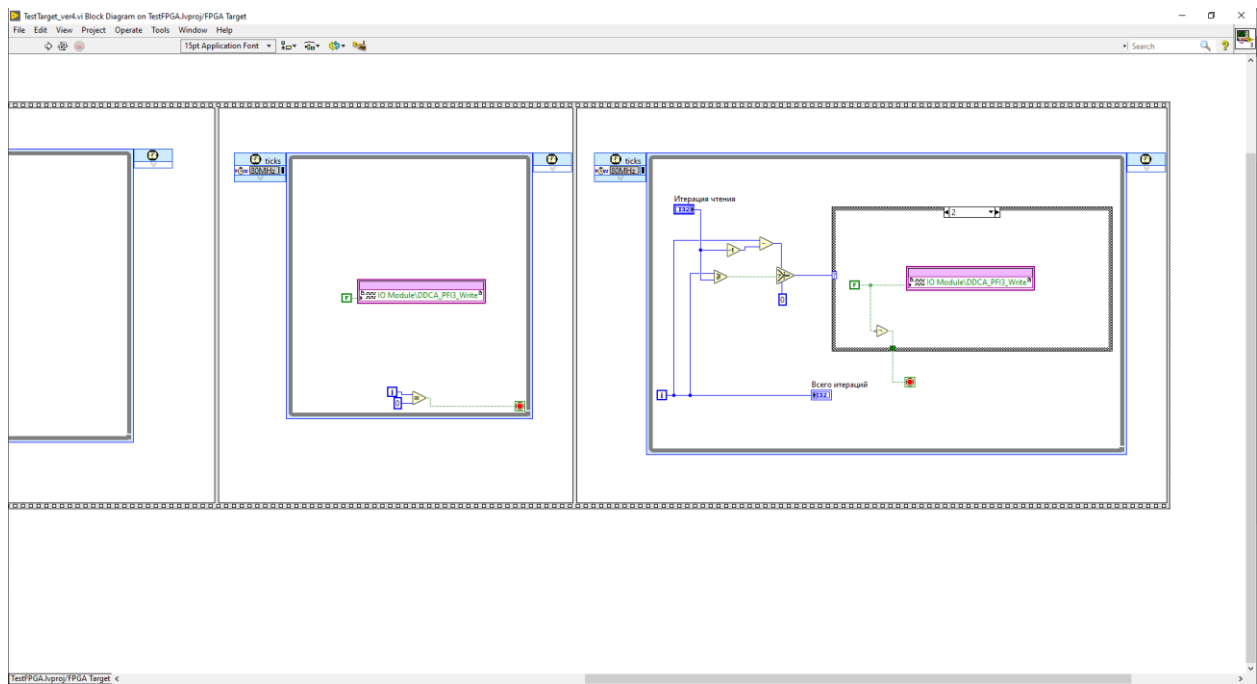 TestTarget_ver4.vi Block Diagram on TestFPGA.lvproj/FPGA Target
File Edit View Project Operate Tools Window Help
15pt Application Font
Search
ticks
80MHz
ticks
80MHz
Итерация чтения
I32
2
F
IO Module\DDCA_PFI3_Write
F
IO Module\DDCA_PFI3_Write
0
i
0
Всего итераций
i
I32
TestFPGA.lvproj/FPGA Target